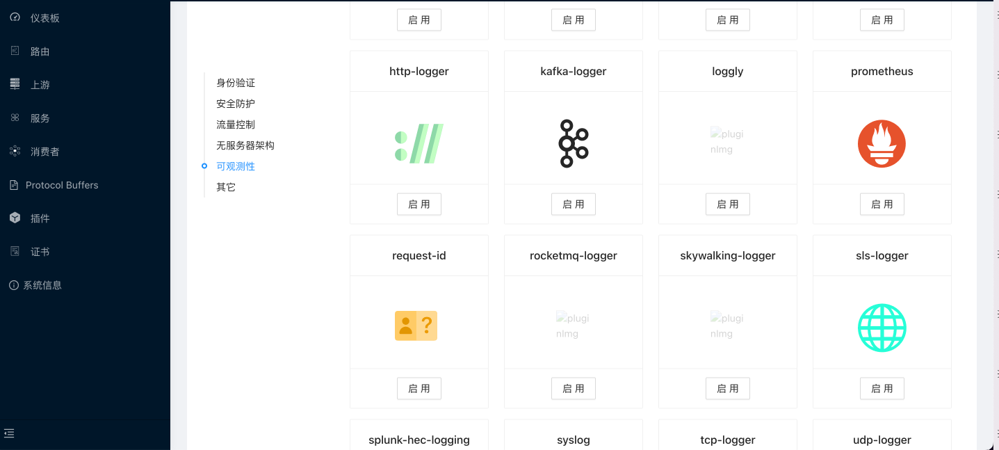 仪表板
路由
上游
服务
消费者
Protocol Buffers
插件
证书
系统信息
身份验证
安全防护
流量控制
无服务器架构
可观测性
其它
启 用 启 用 启 用 启 用
http-logger kafka-logger loggly prometheus
plugi
nImg
启 用 启 用 启 用 启 用
request-id rocketmq-logger skywalking-logger sls-logger
plugi plugi
nImg nImg
启 用 启 用 启 用 启 用
splunk-hec-logging syslog tcp-logger udp-logger